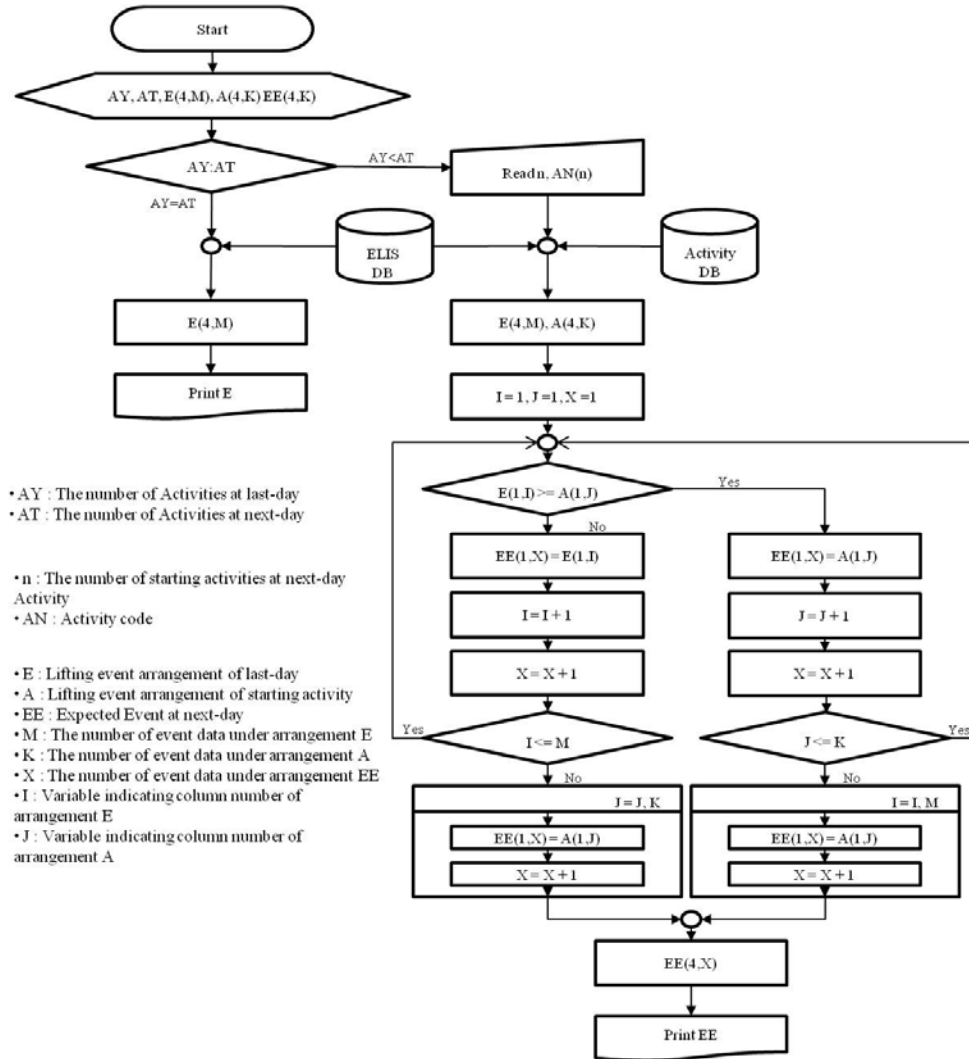 Start
AY, AT, E(4,M), A(4,K) EE(4,K)
AY:AT
AY<AT
Read n, AN(n)
AY=AT
ELIS
DB
Activity
DB
E(4,M)
E(4,M), A(4,K)
Print E
I = 1, J =1, X =1
• AY : The number of Activities at last-day
• AT : The number of Activities at next-day
• n : The number of starting activities at next-day
Activity
• AN : Activity code
• E : Lifting event arrangement of last-day
• A : Lifting event arrangement of starting activity
• EE : Expected Event at next-day
• M : The number of event data under arrangement E
• K : The number of event data under arrangement A
• X : The number of event data under arrangement EE
• I : Variable indicating column number of
arrangement E
• J : Variable indicating column number of
arrangement A
E(1,I) >= A(1,J)
Yes
No
EE(1,X) = E(1,I)
EE(1,X) = A(1,J)
I = I + 1
J = J + 1
X = X + 1
X = X + 1
Yes
I <= M
J <= K
Yes
No
No
J = J, K
I = I, M
EE(1,X) = A(1,J)
EE(1,X) = A(1,J)
X = X + 1
X = X + 1
EE(4,X)
Print EE